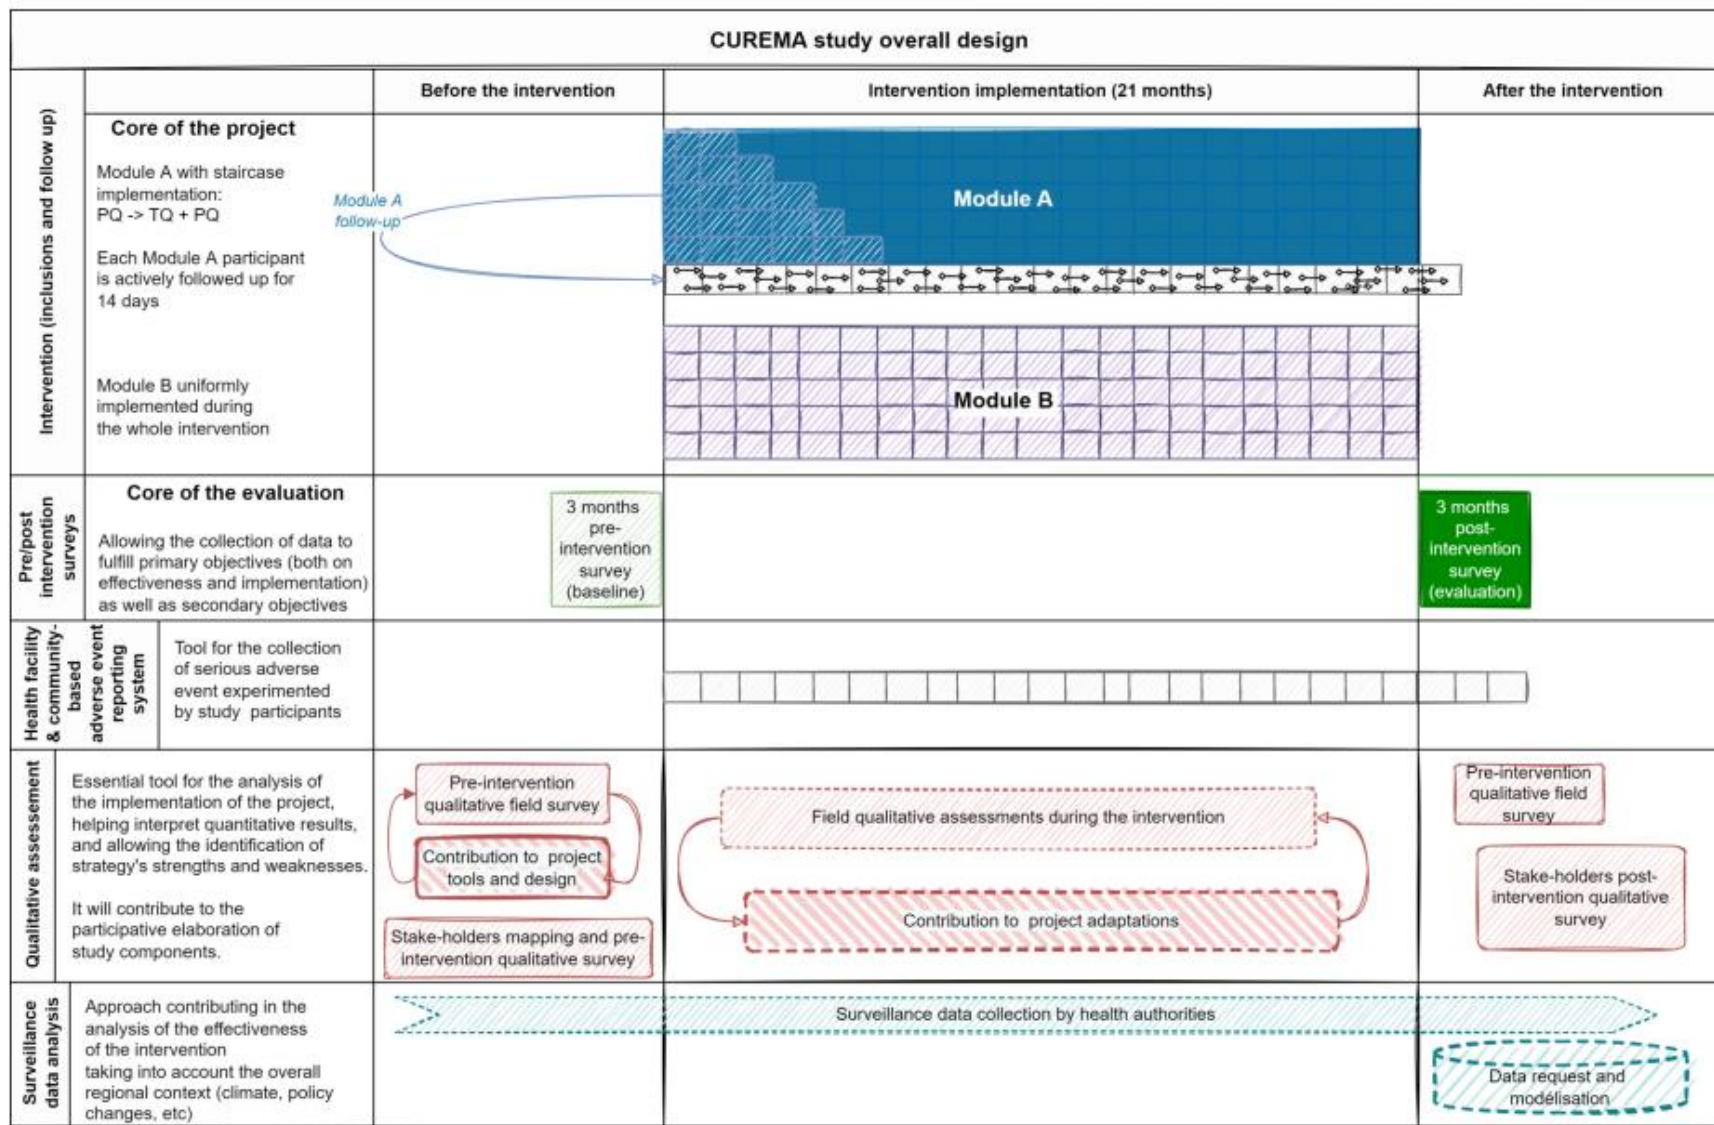 CUREMA study overall design
Before the intervention
Intervention implementation (21 months)
After the intervention
Intervention (inclusions and follow up)
Core of the project
Module A with staircase
implementation:
PQ -> TQ + PQ
Each Module A participant
is actively followed up for
14 days
Module B uniformly
implemented during
the whole intervention
Module A
follow-up
Module A
Module B
Pre/post
intervention
surveys
Core of the evaluation
Allowing the collection of data to
fulfill primary objectives (both on
effectiveness and implementation)
as well as secondary objectives
3 months
pre-
intervention
survey
(baseline)
3 months
post-
intervention
survey
(evaluation)
Health facility
& community-
based
adverse event
reporting
system
Tool for the collection
of serious adverse
event experimented
by study participants
Qualitative assessment
Essential tool for the analysis of
the implementation of the project,
helping interpret quantitative results,
and allowing the identification of
strategy's strengths and weaknesses.
It will contribute to the
participative elaboration of
study components.
Pre-intervention
qualitative field survey
Contribution to project
tools and design
Stake-holders mapping and pre-
intervention qualitative survey
Field qualitative assessments during the intervention
Contribution to project adaptations
Pre-intervention
qualitative field
survey
Stake-holders post-
intervention qualitative
survey
Surveillance
data analysis
Approach contributing in the
analysis of the effectiveness
of the intervention
taking into account the overall
regional context (climate, policy
changes, etc)
Surveillance data collection by health authorities
Data request and
modélisation